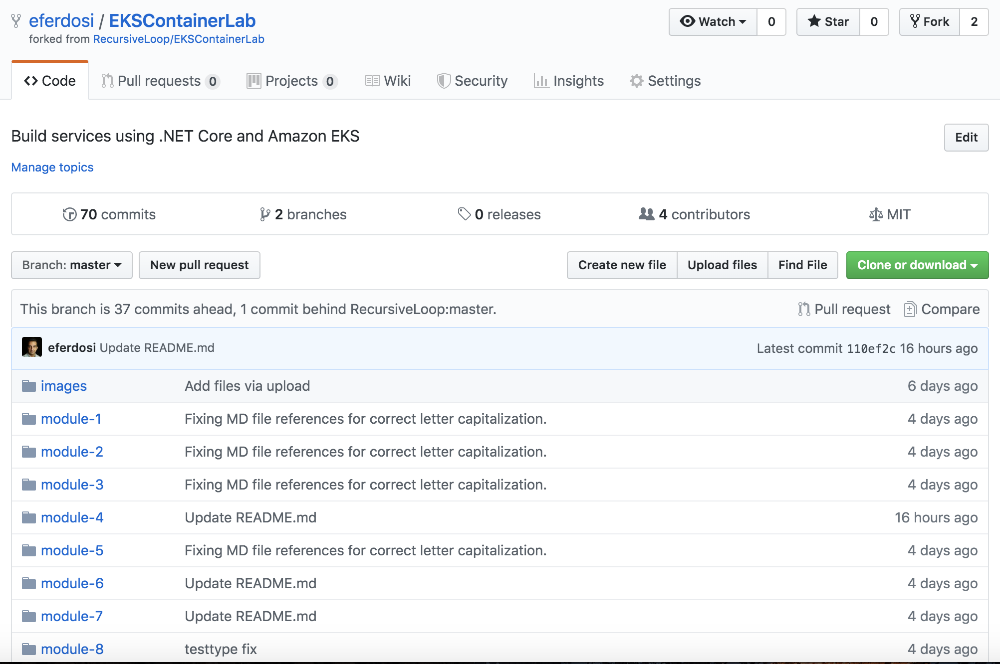 eferdosi / EKSContainerLab
forked from RecursiveLoop/EKSContainerLab
Watch 0 Star 0 Fork 2
Code Pull requests 0 Projects 0 Wiki Security Insights Settings
Build services using .NET Core and Amazon EKS
Edit
Manage topics
70 commits 2 branches 0 releases 4 contributors MIT
Branch: master New pull request Create new file Upload files Find File Clone or download
This branch is 37 commits ahead, 1 commit behind RecursiveLoop:master. Pull request Compare
eferdosi Update README.md Latest commit 110ef2c 16 hours ago
images Add files via upload 6 days ago
module-1 Fixing MD file references for correct letter capitalization. 4 days ago
module-2 Fixing MD file references for correct letter capitalization. 4 days ago
module-3 Fixing MD file references for correct letter capitalization. 4 days ago
module-4 Update README.md 16 hours ago
module-5 Fixing MD file references for correct letter capitalization. 4 days ago
module-6 Update README.md 4 days ago
module-7 Update README.md 4 days ago
module-8 testtype fix 4 days ago